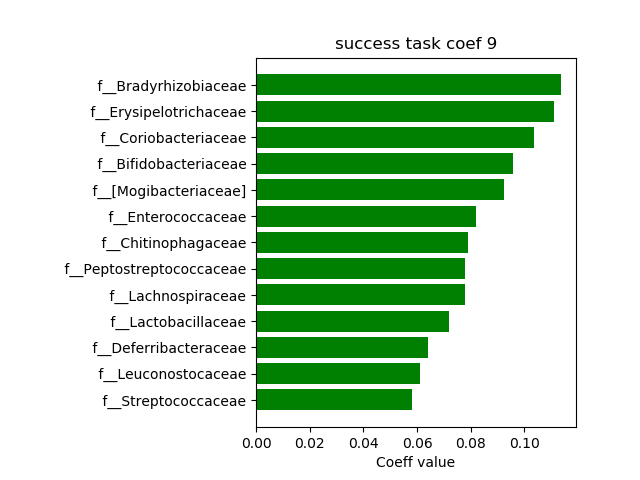 success task coef 9
f__Bradyrhizobiaceae
f__Erysipelotrichaceae
f__Coriobacteriaceae
f__Bifidobacteriaceae
f__[Mogibacteriaceae]
f__Enterococcaceae
f__Chitinophagaceae
f__Peptostreptococcaceae
f__Lachnospiraceae
f__Lactobacillaceae
f__Deferribacteraceae
f__Leuconostocaceae
f__Streptococcaceae
0.00 0.02 0.04 0.06 0.08 0.10
Coeff value